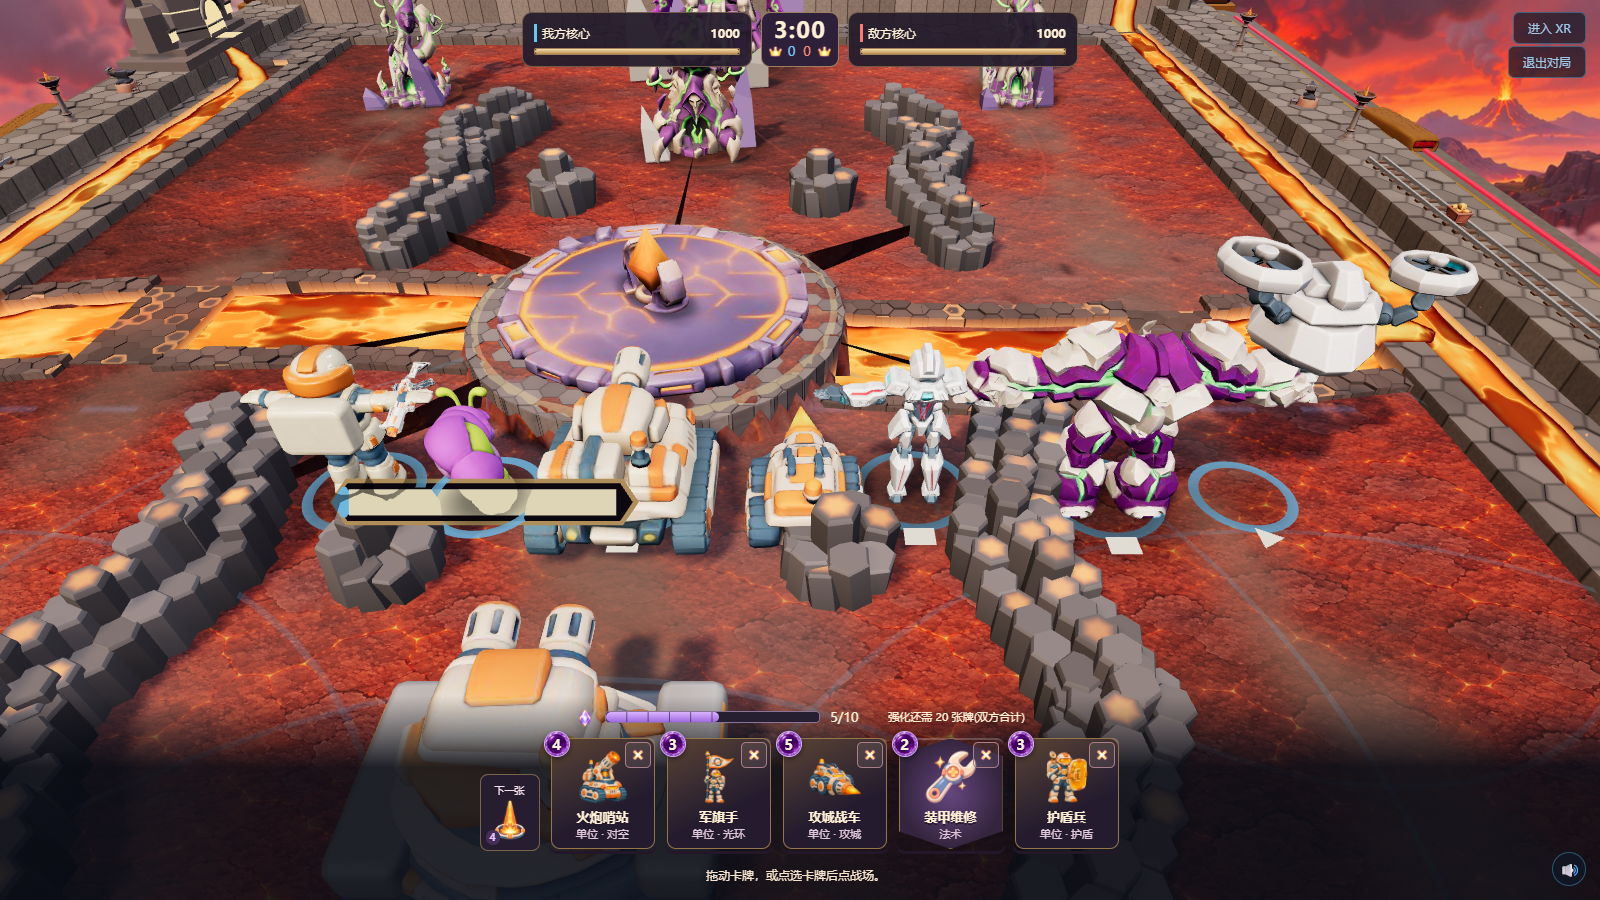 我方核心 1000
3:00
0 0
敌方核心 1000
进入 XR
退出对局
5/10
强化还需 20 张牌(双方合计)
下一张
4
4
火炮哨站
单位 · 对空
3
军旗手
单位 · 光环
5
攻城战车
单位 · 攻城
2
装甲维修
法术
3
护盾兵
单位 · 护盾
拖动卡牌，或点选卡牌后点战场。